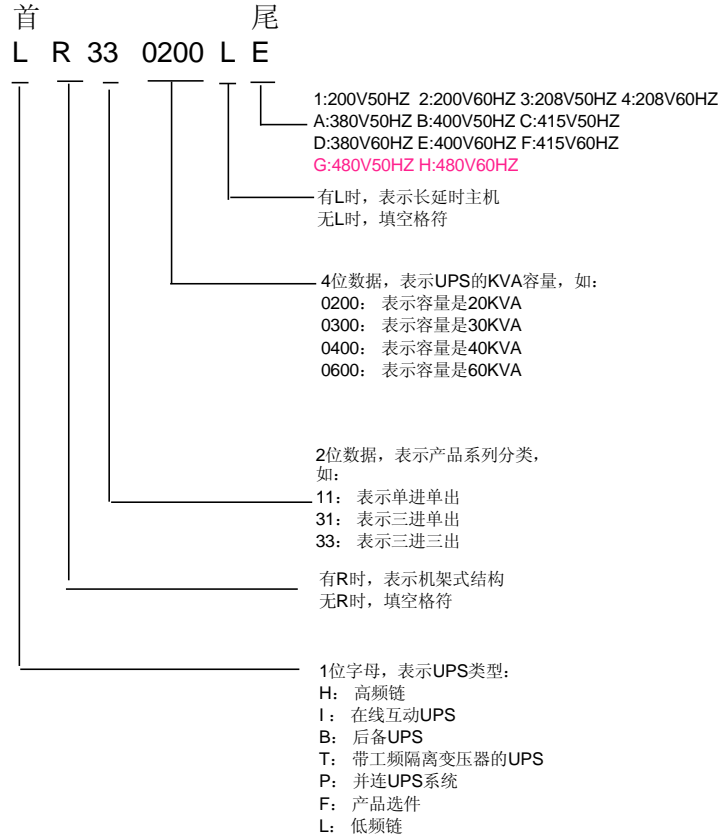 首 尾
L R 33 0200 L E
1:200V50HZ 2:200V60HZ 3:208V50HZ 4:208V60HZ
A:380V50HZ B:400V50HZ C:415V50HZ
D:380V60HZ E:400V60HZ F:415V60HZ
G:480V50HZ H:480V60HZ
有L时，表示长延时主机
无L时，填空格符
4位数据，表示UPS的KVA容量，如：
0200： 表示容量是20KVA
0300： 表示容量是30KVA
0400： 表示容量是40KVA
0600： 表示容量是60KVA
2位数据，表示产品系列分类，
如：
11： 表示单进单出
31： 表示三进单出
33： 表示三进三出
有R时，表示机架式结构
无R时，填空格符
1位字母，表示UPS类型：
H： 高频链
I： 在线互动UPS
B： 后备UPS
T： 带工频隔离变压器的UPS
P： 并连UPS系统
F： 产品选件
L： 低频链